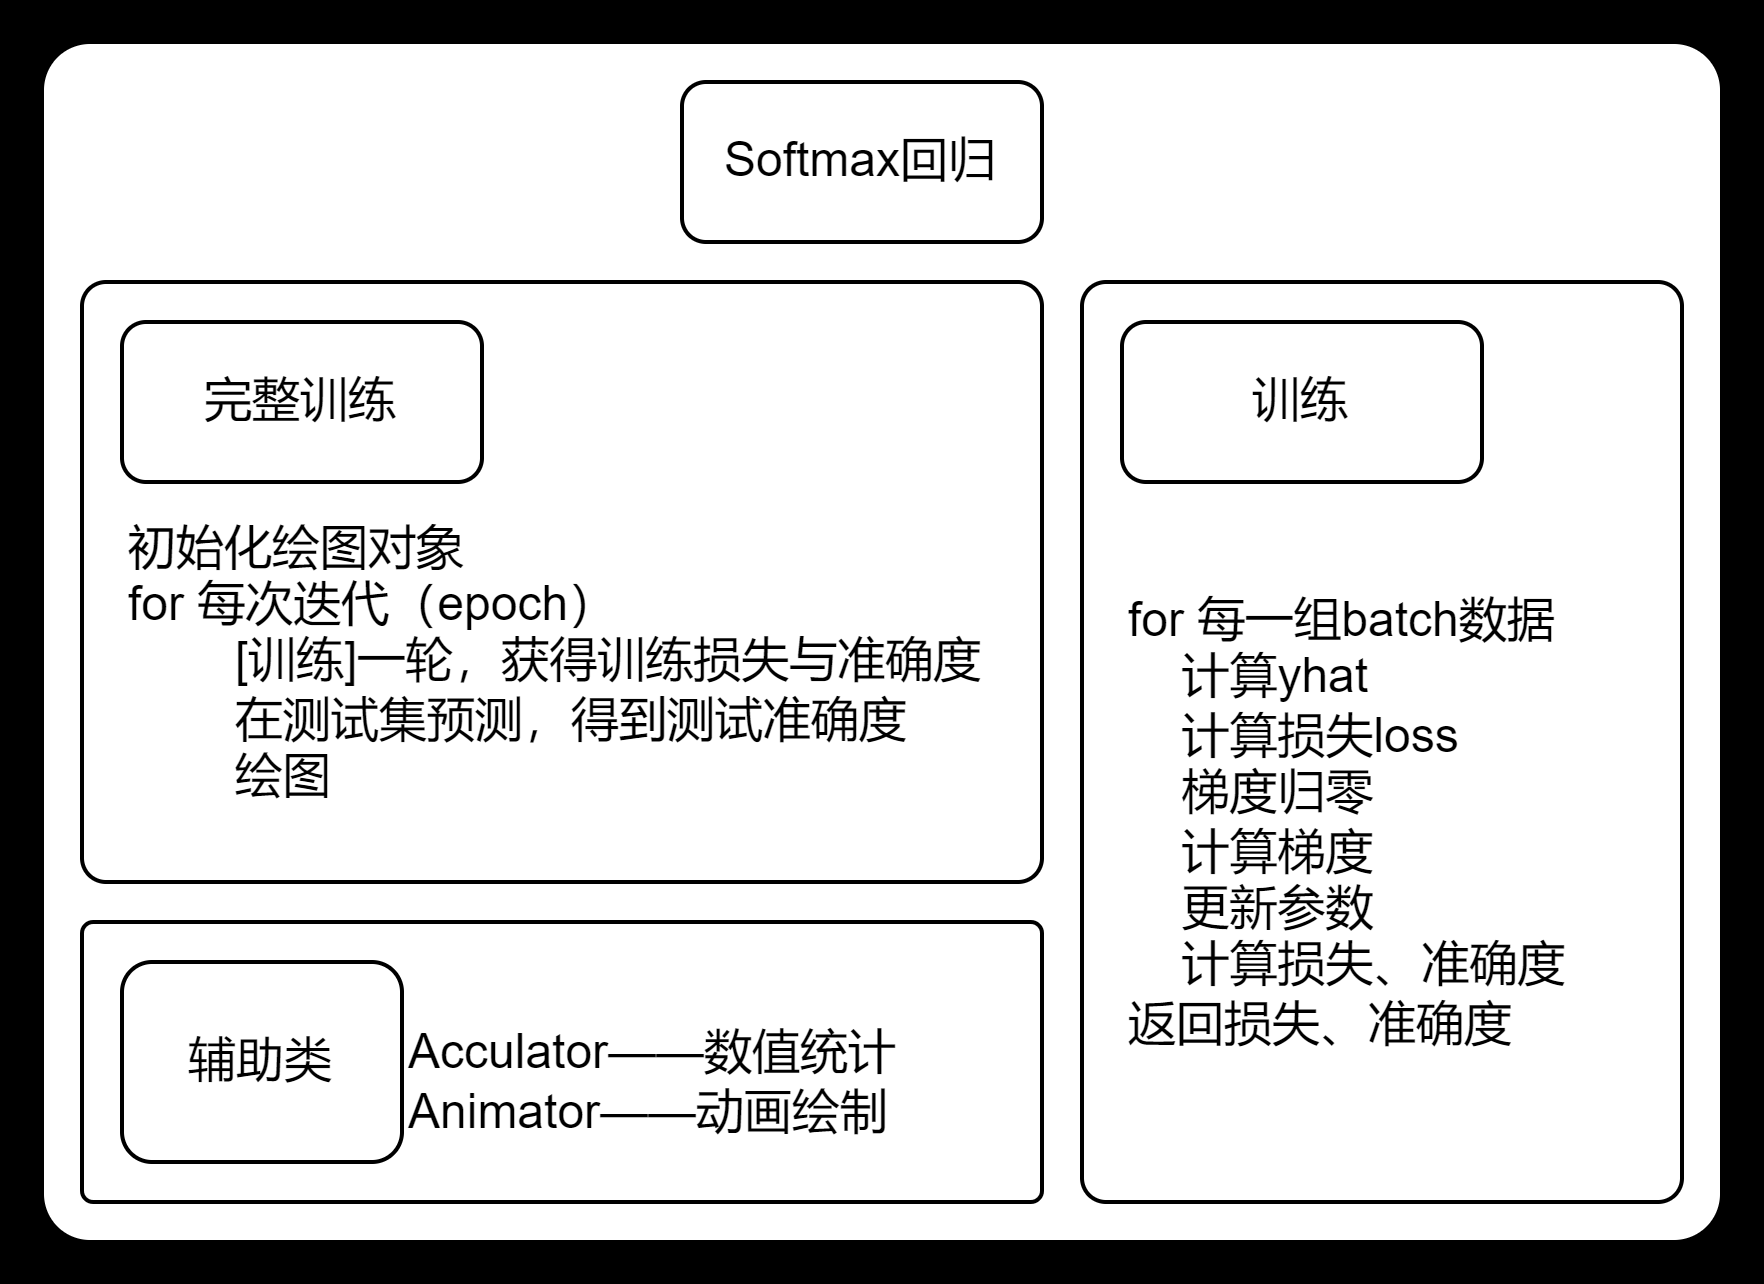 Softmax回归
完整训练
初始化绘图对象
for 每次迭代（epoch）
[训练]一轮，获得训练损失与准确度
在测试集预测，得到测试准确度
绘图
辅助类
Acculator——数值统计
Animator——动画绘制
训练
for 每一组batch数据
计算yhat
计算损失loss
梯度归零
计算梯度
更新参数
计算损失、准确度
返回损失、准确度